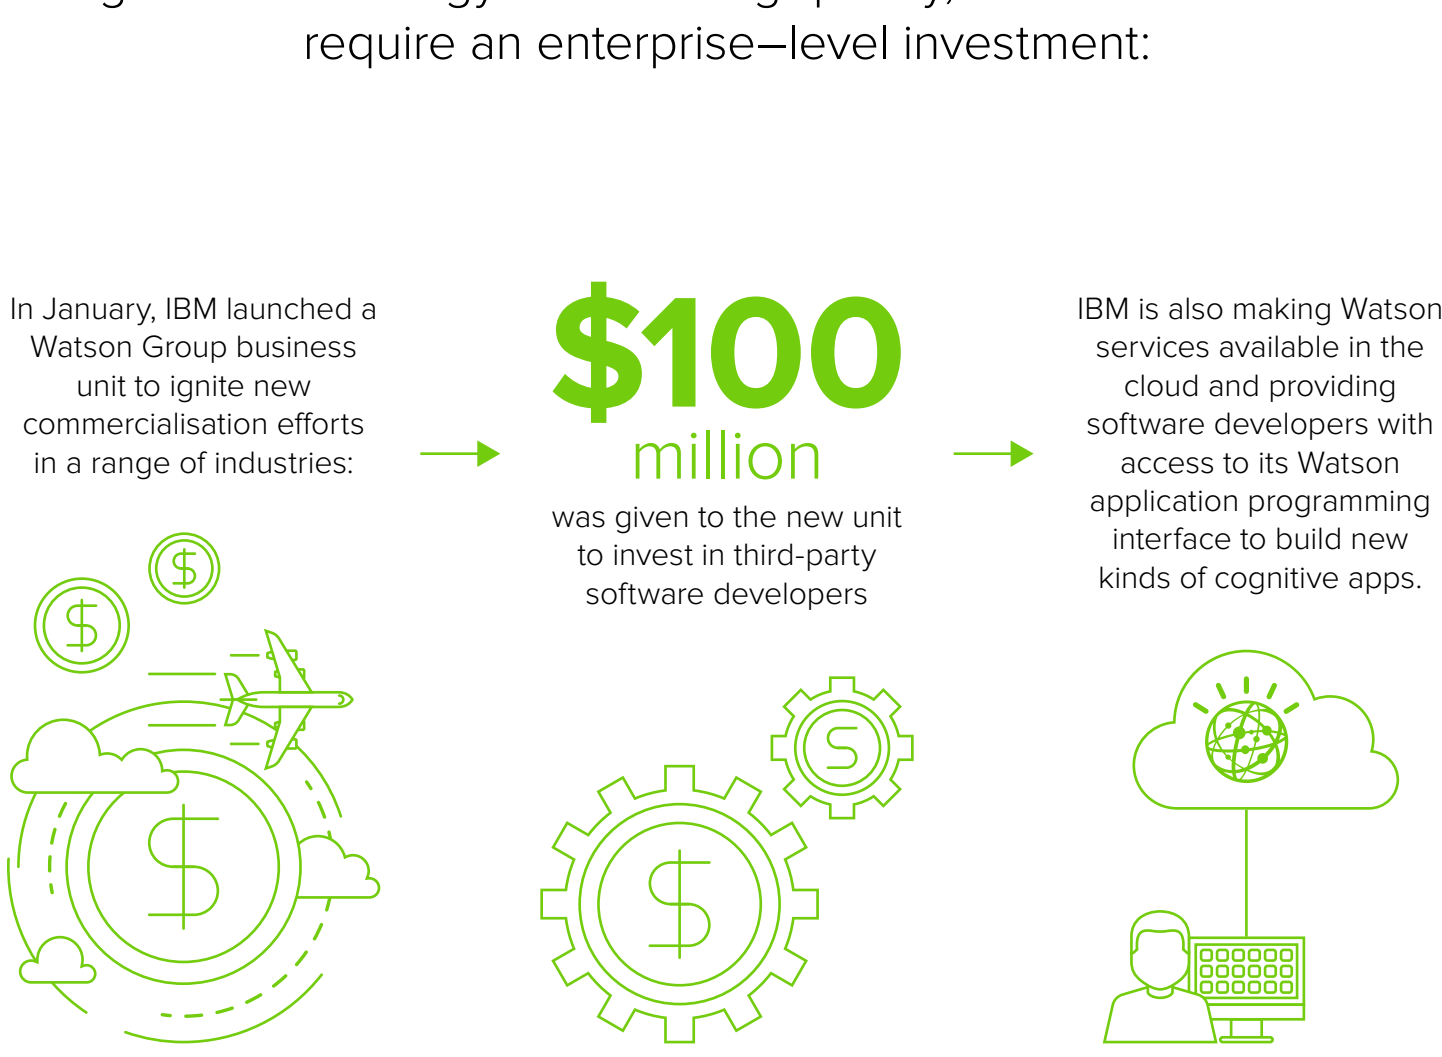 require an enterprise–level investment:
In January, IBM launched a
Watson Group business
unit to ignite new
commercialisation efforts
in a range of industries:
$100
million
was given to the new unit
to invest in third-party
software developers
IBM is also making Watson
services available in the
cloud and providing
software developers with
access to its Watson
application programming
interface to build new
kinds of cognitive apps.
$
$
$
$
S